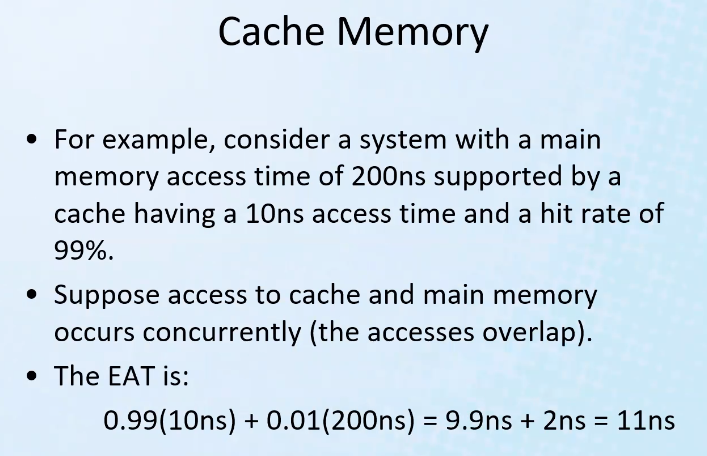 Cache Memory
• For example, consider a system with a main
memory access time of 200ns supported by a
cache having a 10ns access time and a hit rate of
99%.
• Suppose access to cache and main memory
occurs concurrently (the accesses overlap).
• The EAT is:
0.99(10ns) + 0.01(200ns) = 9.9ns + 2ns = 11ns